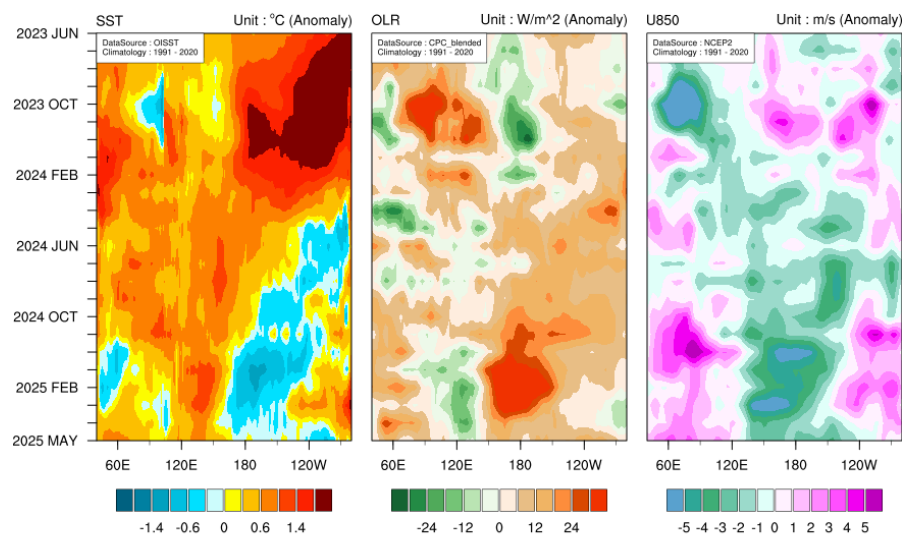 SST Unit : °C (Anomaly)
DataSource : OISST
Climatology : 1991 - 2020
2023 JUN
2023 OCT
2024 FEB
2024 JUN
2024 OCT
2025 FEB
2025 MAY
60E 120E 180 120W
-1.4 -0.6 0 0.6 1.4
OLR Unit : W/m^2 (Anomaly)
DataSource : CPC_blended
Climatology : 1991 - 2020
60E 120E 180 120W
-24 -12 0 12 24
U850 Unit : m/s (Anomaly)
DataSource : NCEP2
Climatology : 1991 - 2020
60E 120E 180 120W
-5 -4 -3 -2 -1 0 1 2 3 4 5